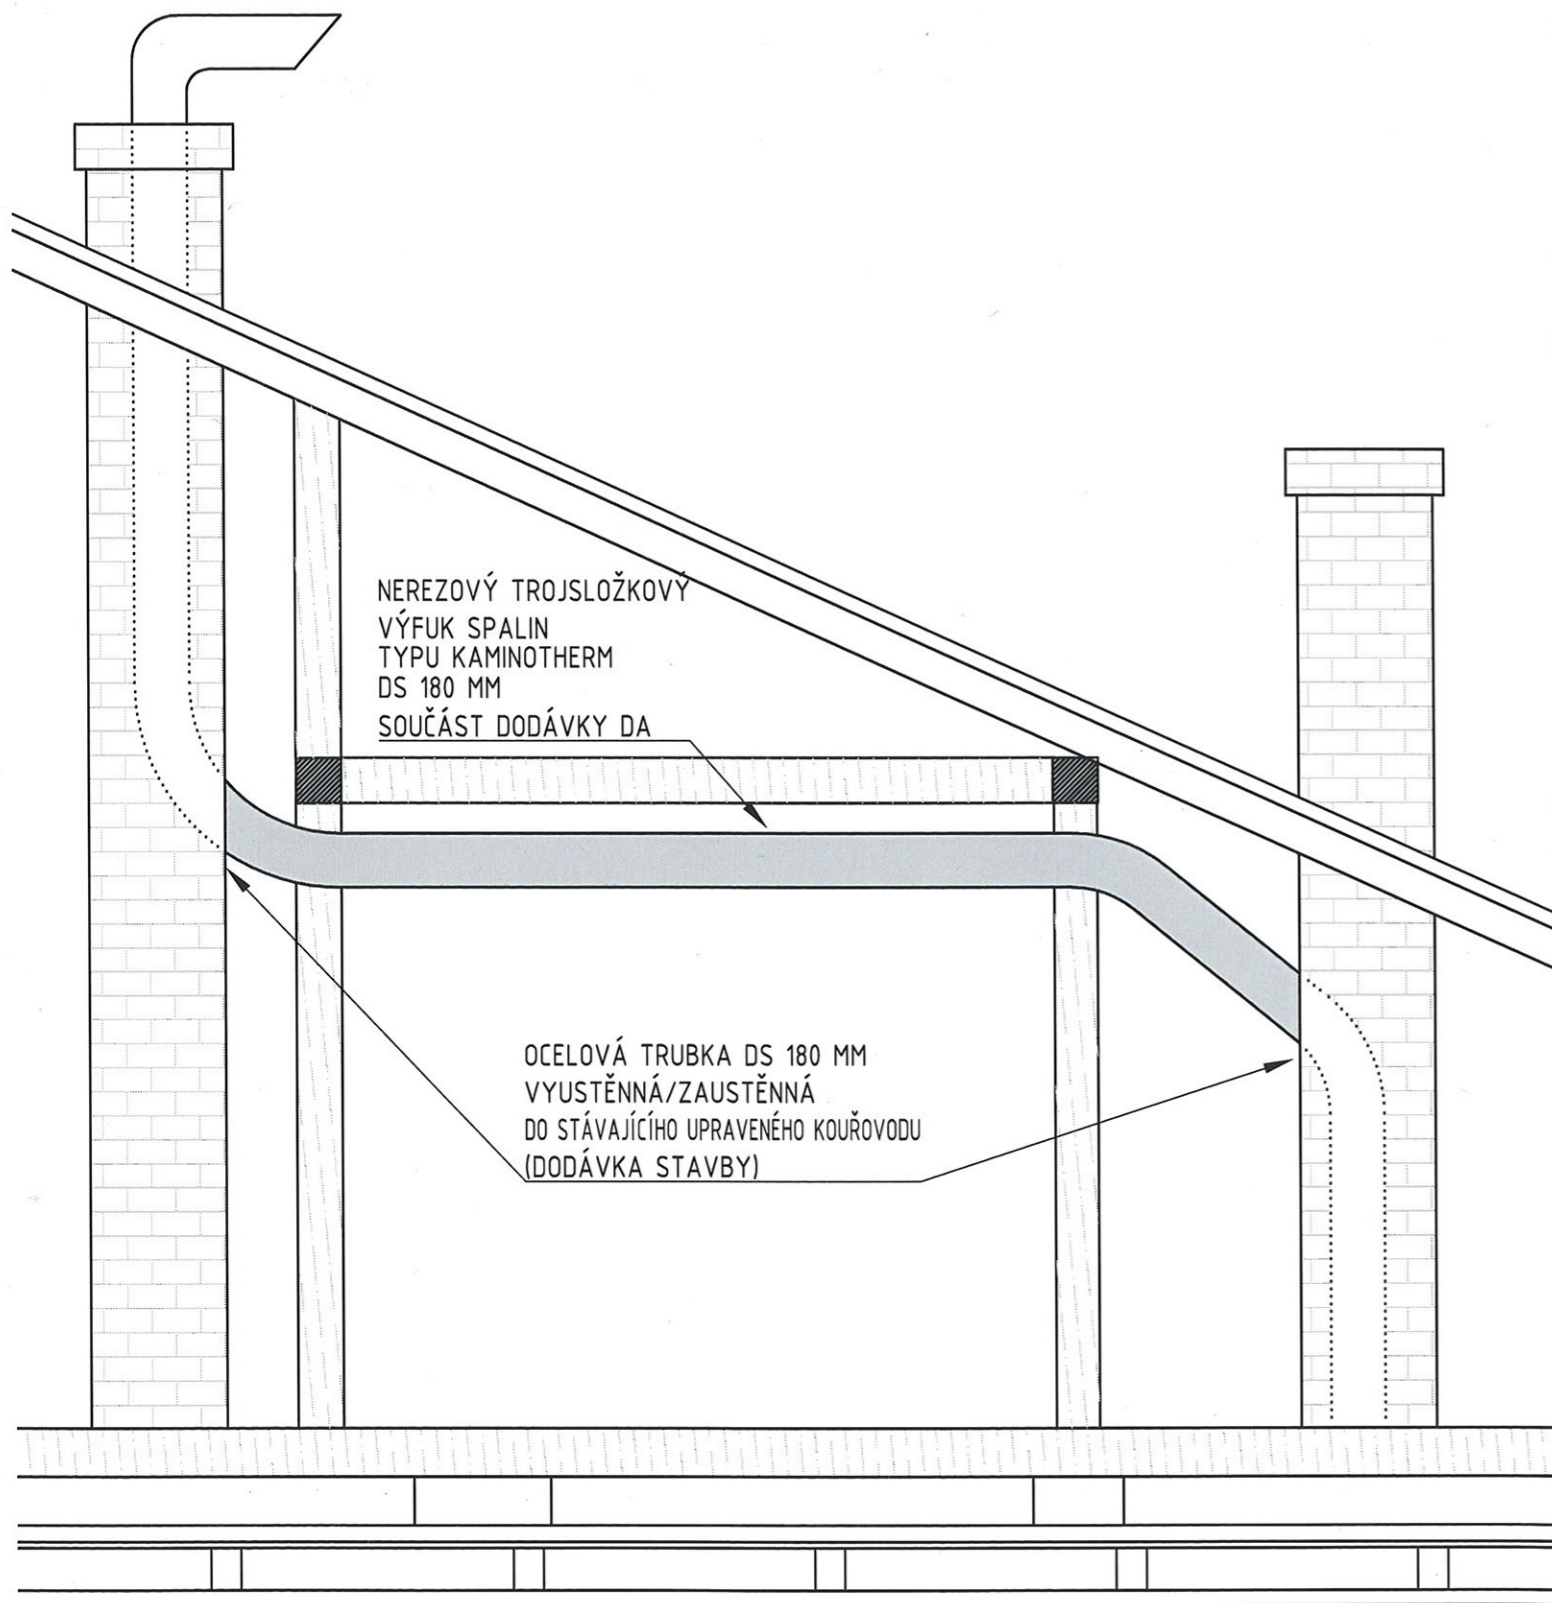 NEREZOVÝ TROJSLOŽKOVÝ
VÝFUK SPALIN
TYPU KAMINOTHERM
DS 180 MM
SOUČÁST DODÁVKY DA
OCELOVÁ TRUBKA DS 180 MM
VYUSTĚNNÁ/ZAUSTĚNNÁ
DO STÁVAJÍCÍHO UPRAVENÉHO KOUŘOVODU
(DODÁVKA STAVBY)